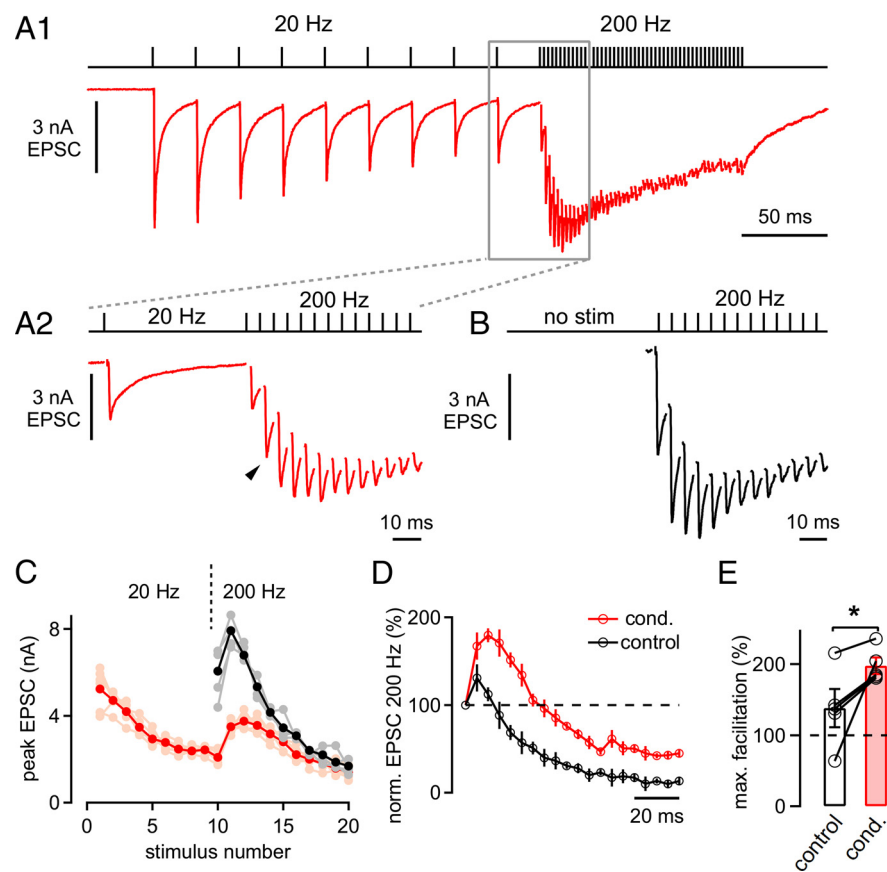 A1
20 Hz
200 Hz
3 nA
EPSC
50 ms
A2
20 Hz
200 Hz
3 nA
EPSC
10 ms
B
no stim
200 Hz
3 nA
EPSC
10 ms
C
20 Hz
200 Hz
peak EPSC (nA)
8
4
0
0
5
10
15
20
stimulus number
D
norm. EPSC 200 Hz (%)
200
100
0
cond.
control
20 ms
E
*
max. facilitation (%)
200
100
0
control
cond.